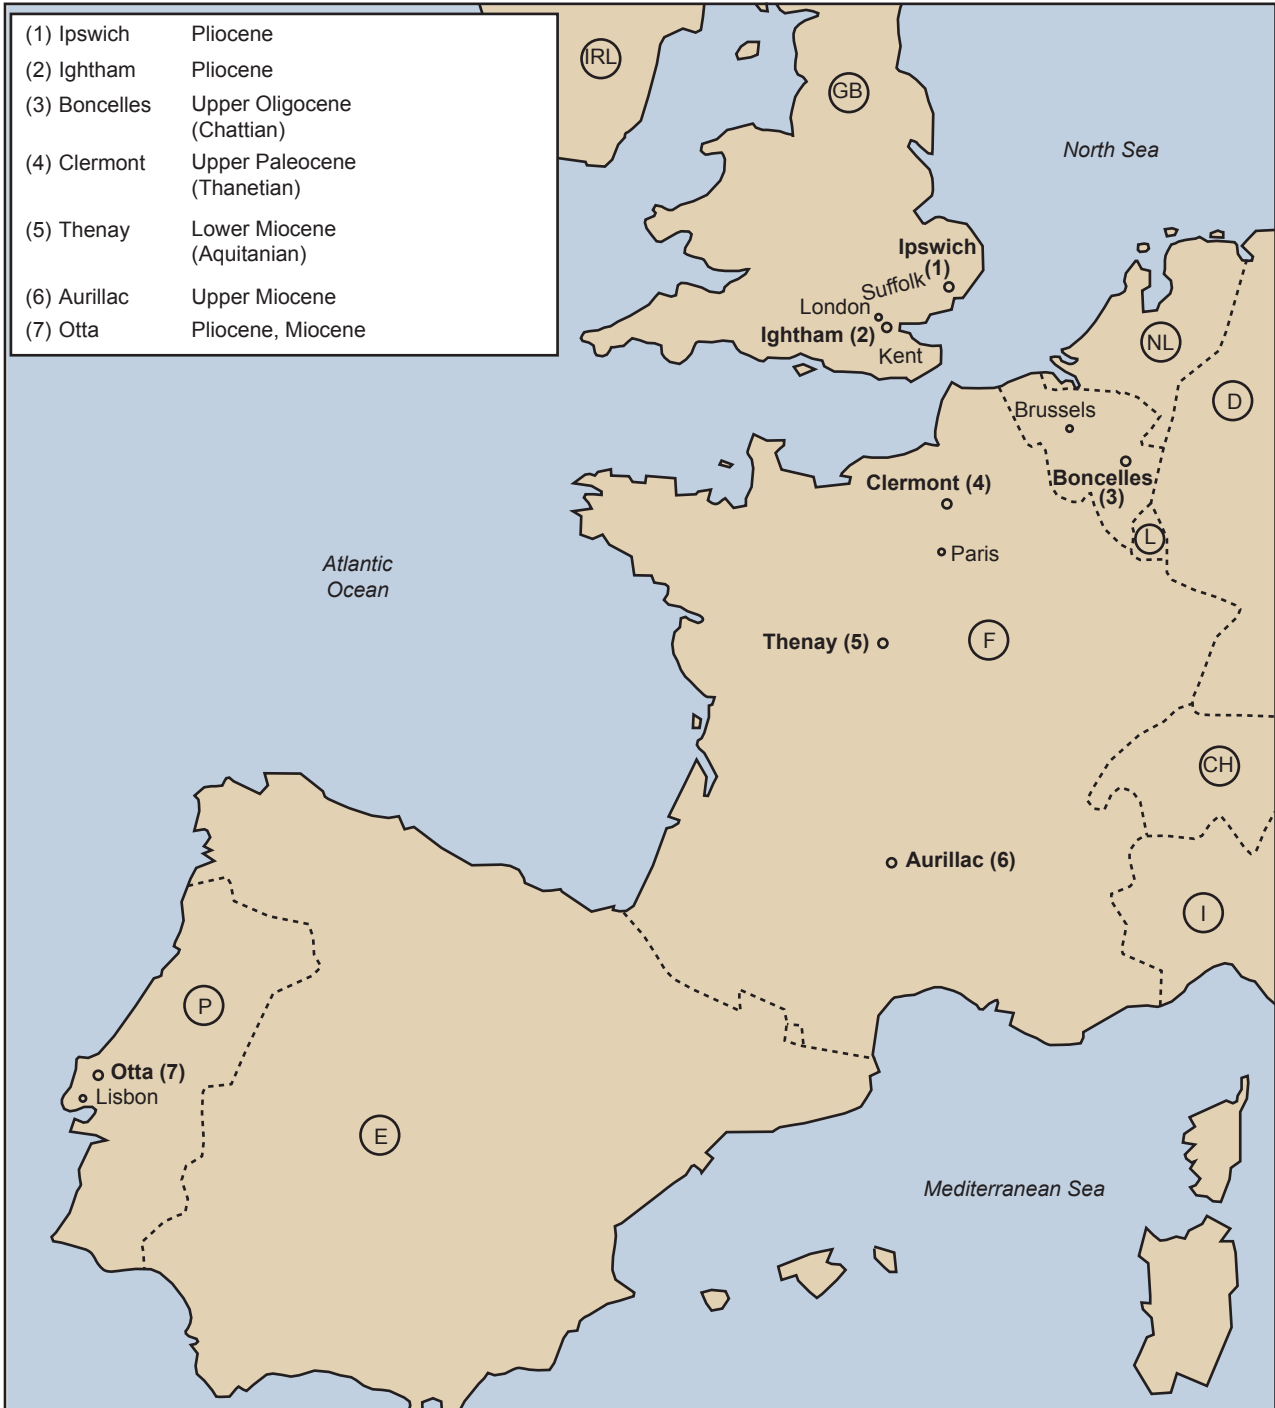 (1) Ipswich Pliocene
(2) Ightham Pliocene
(3) Boncelles Upper Oligocene
(Chattian)
(4) Clermont Upper Paleocene
(Thanetian)
(5) Thenay Lower Miocene
(Aquitanian)
(6) Aurillac Upper Miocene
(7) Otta Pliocene, Miocene
IRL
GB
North Sea
Ipswich
(1)
Suffolk
London
Ightham (2)
Kent
NL
D
Brussels
Boncelles
(3)
Clermont (4)
L
Paris
Atlantic
Ocean
Thenay (5)
F
CH
Aurillac (6)
I
P
Otta (7)
Lisbon
E
Mediterranean Sea